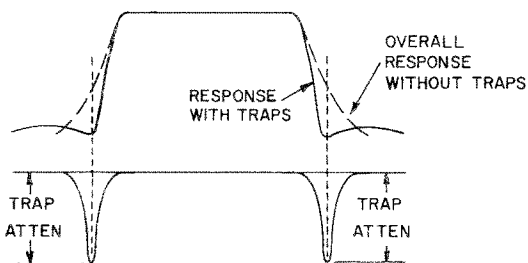 OVERALL
RESPONSE
WITHOUT TRAPS
RESPONSE
WITH TRAPS
TRAP
ATTEN
TRAP
ATTEN